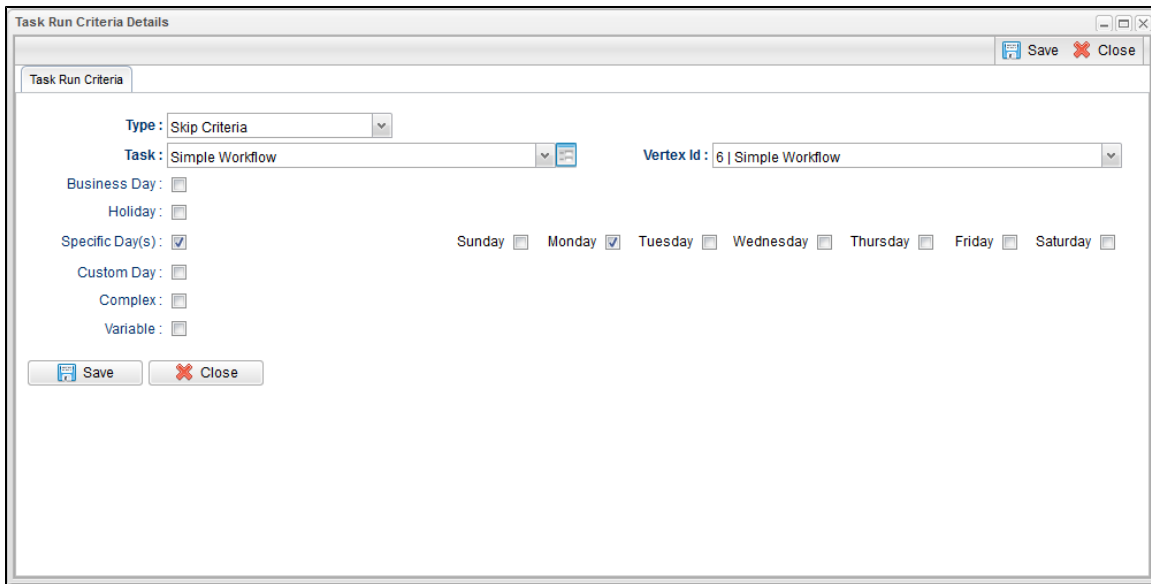 Task Run Criteria Details
Save Close
Task Run Criteria
Type : Skip Criteria
Task : Simple Workflow Vertex Id : 6 | Simple Workflow
Business Day :
Holiday :
Specific Day(s) : Sunday Monday Tuesday Wednesday Thursday Friday Saturday
Custom Day :
Complex :
Variable :
Save Close